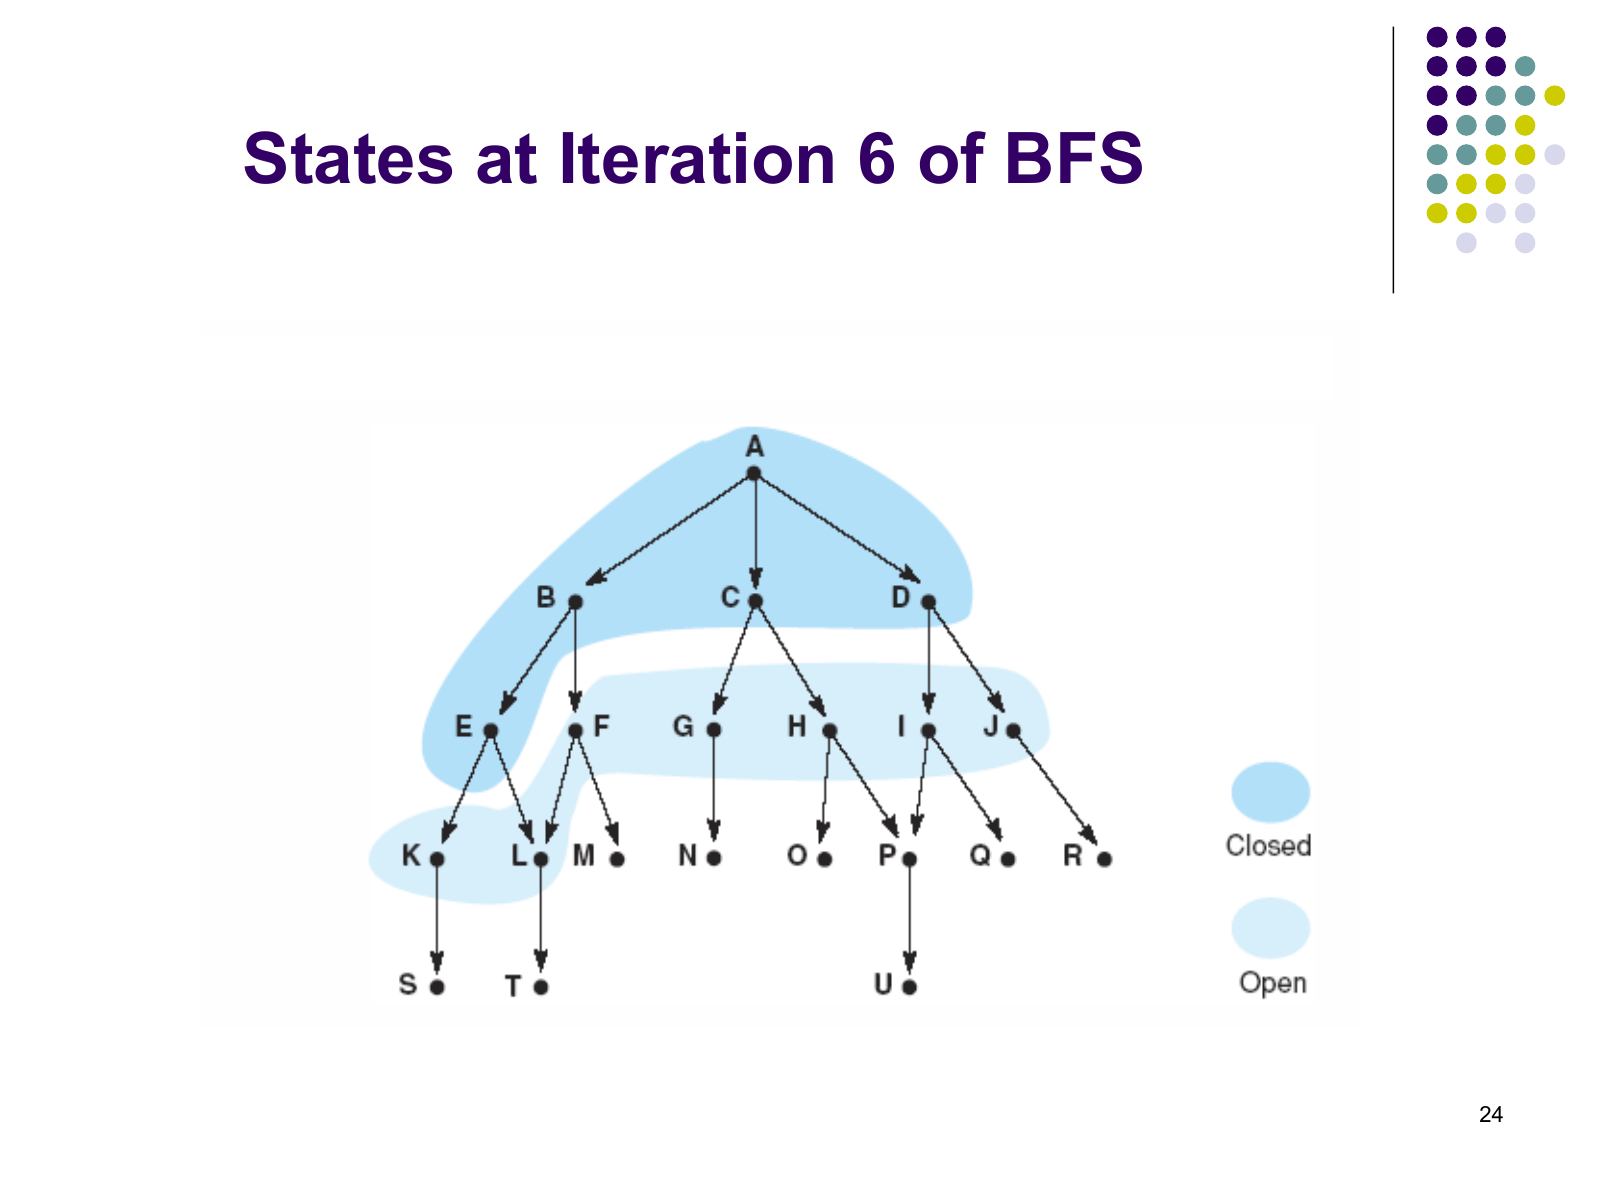 States at Iteration 6 of BFS
A
B C D
E F G H I J
K L M N O P Q R
Closed
S T U
Open
24